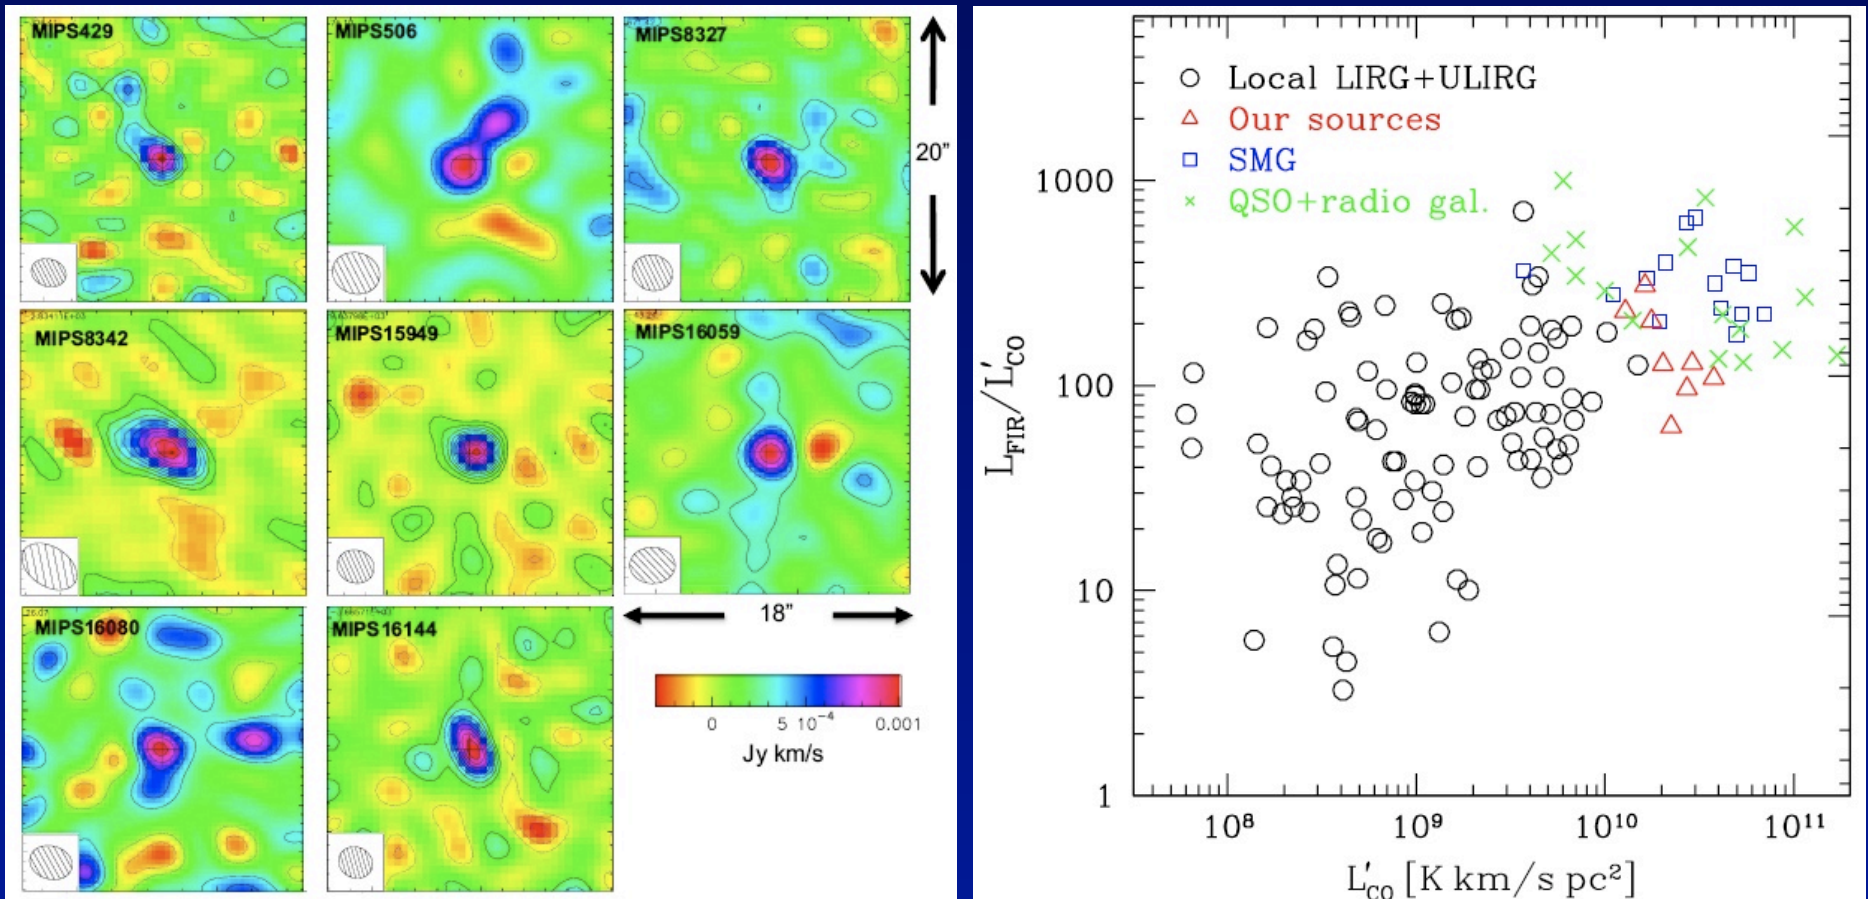 MIPS429
MIPS506
MIPS8327
20”
MIPS8342
MIPS15949
MIPS16059
18”
MIPS16080
MIPS16144
0 5 10⁻⁴ 0.001
Jy km/s
Local LIRG+ULIRG
Our sources
SMG
QSO+radio gal.
1000
100
10
1
L_FIR/L′_CO
10⁸ 10⁹ 10¹⁰ 10¹¹
L′_CO [K km/s pc²]